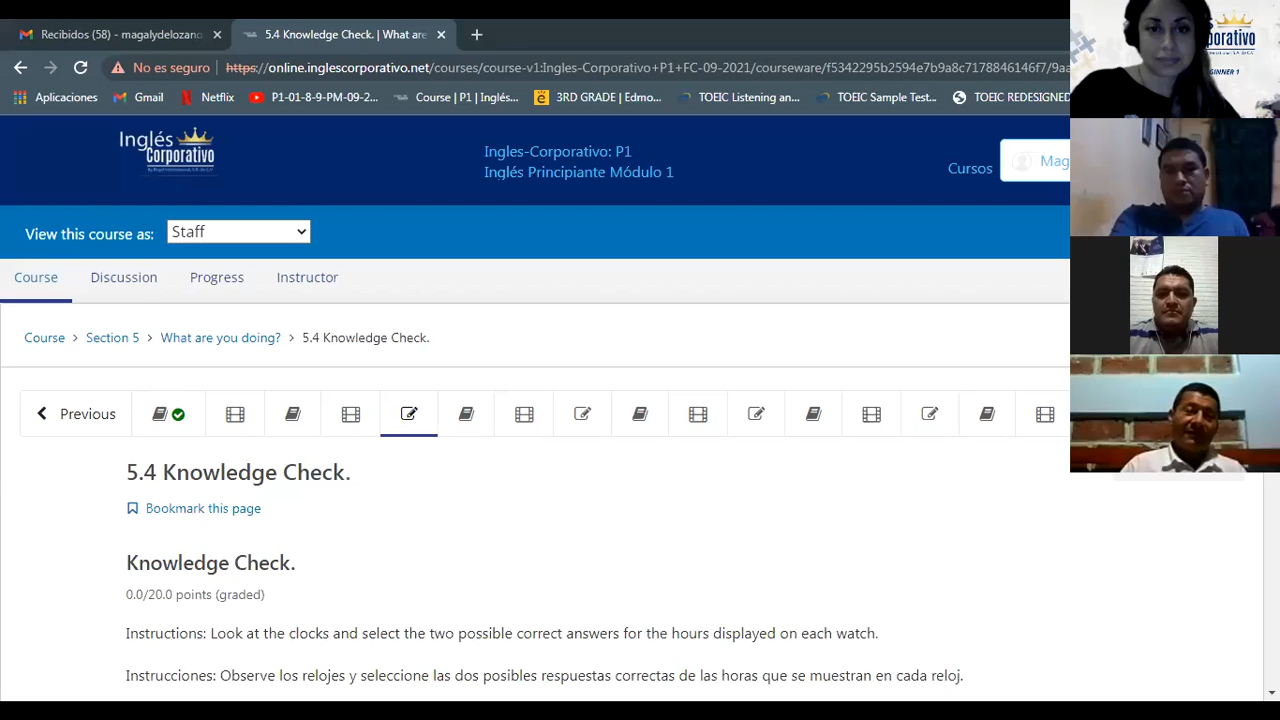 Recibidos (58) - magalydelozano
5.4 Knowledge Check. | What are
No es seguro
https://online.inglescorporativo.net/courses/course-v1:Ingles-Corporativo+P1+C-09-2021/courseware/f5342295b2594e7b9a8c7178846146f7/9aa
Aplicaciones
Gmail
Netflix
P1-01-8-9-PM-09-2...
Course | P1 | Inglés...
3RD GRADE | Edmo...
TOEIC Listening an...
TOEIC Sample Test...
TOEIC REDESIGNED
Inglés
Corporativo
Ingles-Corporativo: P1
Inglés Principiante Módulo 1
Cursos
Mag
View this course as:
Staff
Course
Discussion
Progress
Instructor
Course > Section 5 > What are you doing? > 5.4 Knowledge Check.
Previous
5.4 Knowledge Check.
Bookmark this page
Knowledge Check.
0.0/20.0 points (graded)
Instructions: Look at the clocks and select the two possible correct answers for the hours displayed on each watch.
Instrucciones: Observe los relojes y seleccione las dos posibles respuestas correctas de las horas que se muestran en cada reloj.